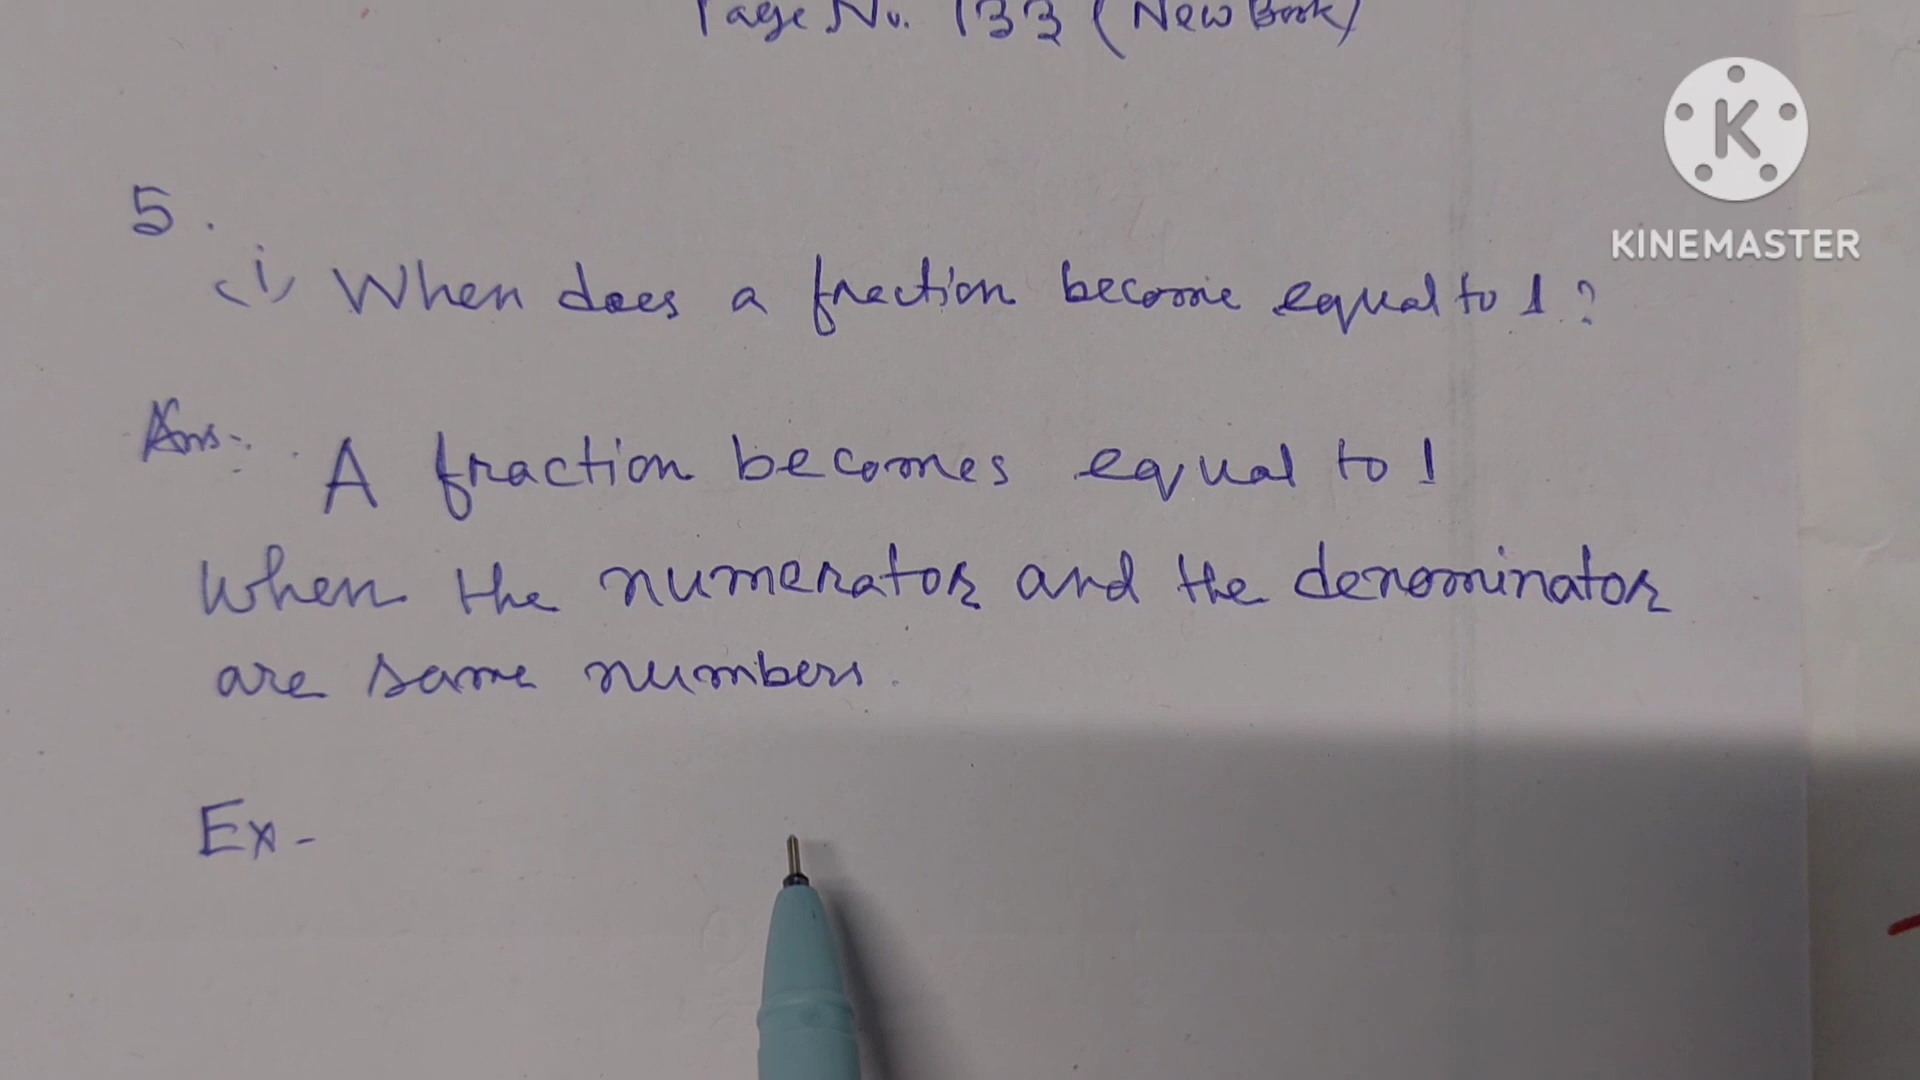 Page No. 133 (New Book)
K
KINEMASTER
5.
(i) When does a fraction become equal to 1?
Ans:- A fraction becomes equal to 1
when the numerator and the denominator
are same numbers.
Ex -